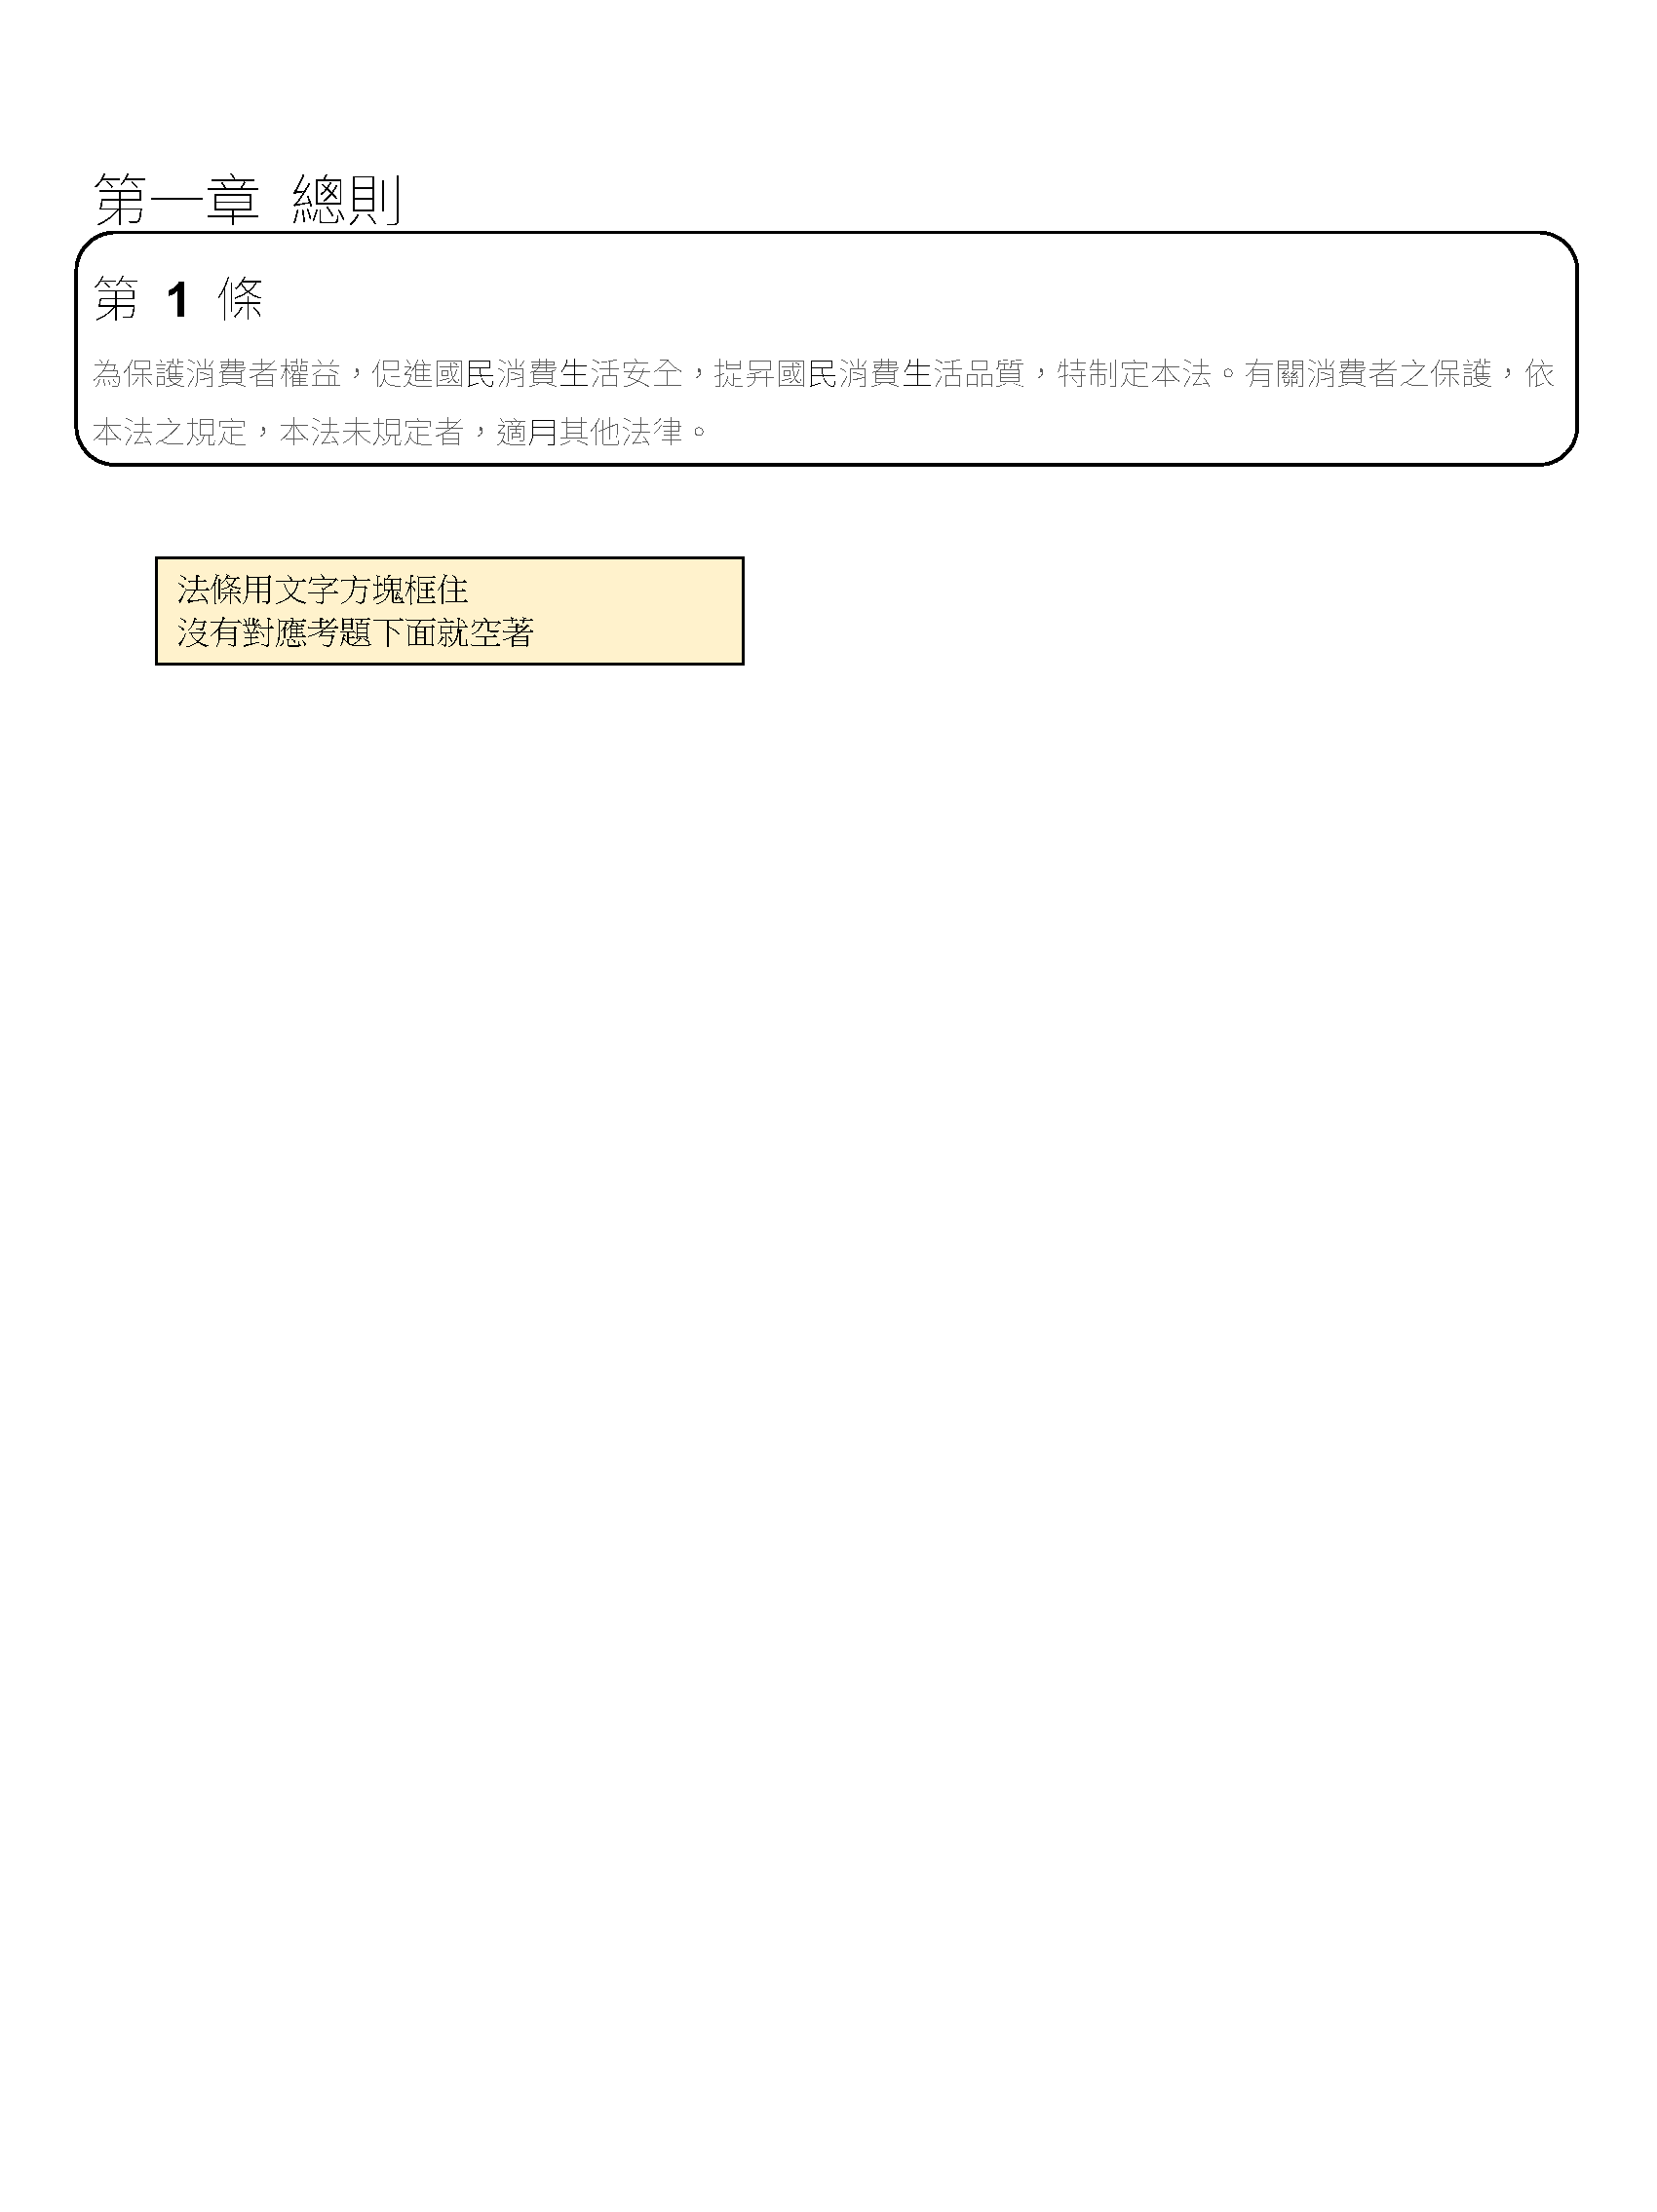 第一章 總則
第 1 條
為保護消費者權益，促進國民消費生活安全，提昇國民消費生活品質，特制定本法。有關消費者之保護，依
本法之規定，本法未規定者，適用其他法律。
法條用文字方塊框住
沒有對應考題下面就空著